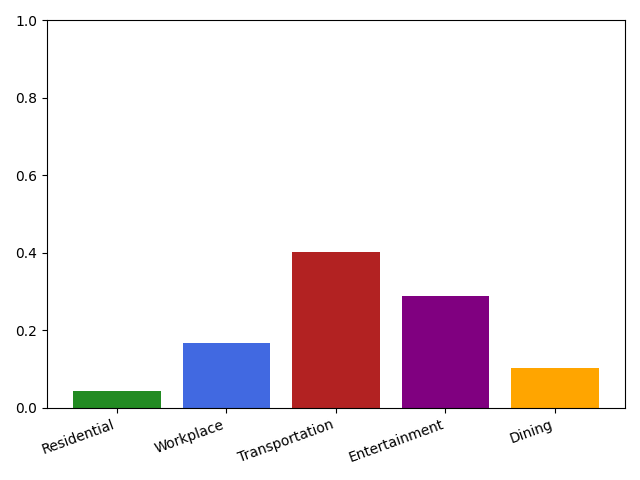 1.0
0.8
0.6
0.4
0.2
0.0
Residential
Workplace
Transportation
Entertainment
Dining